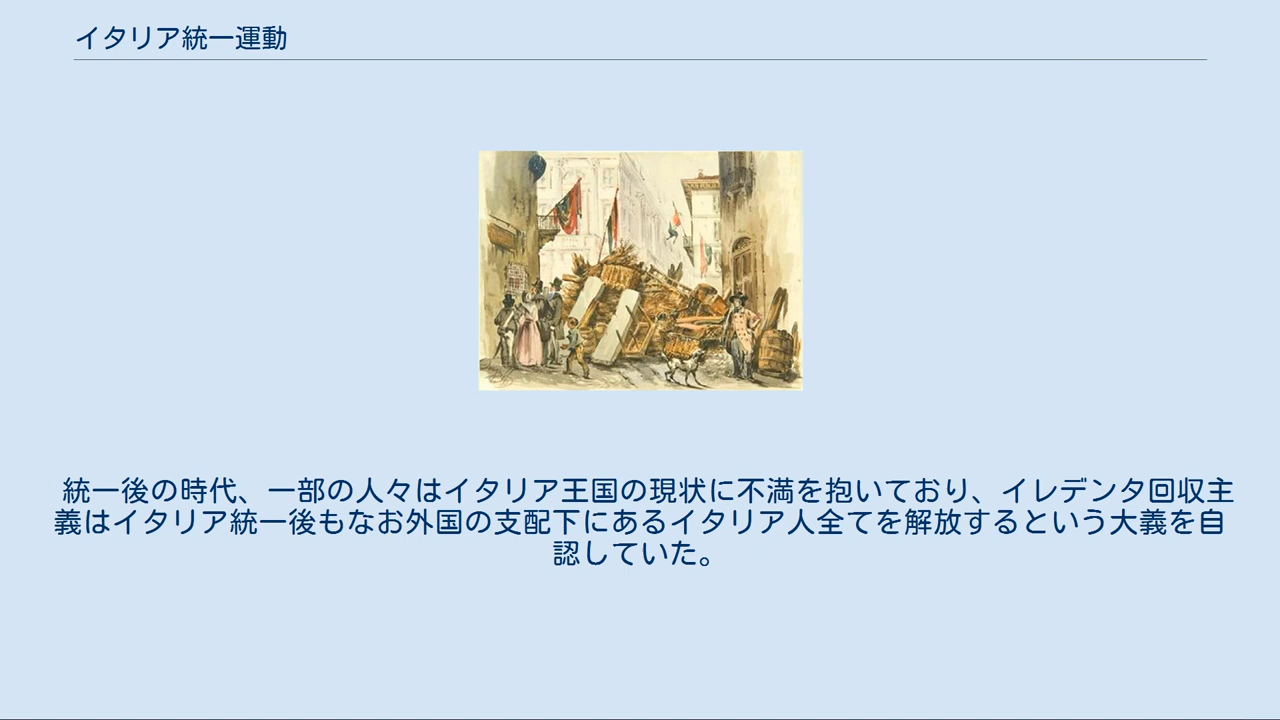 イタリア統一運動
統一後の時代、一部の人々はイタリア王国の現状に不満を抱いており、イレデンタ回収主
義はイタリア統一後もなお外国の支配下にあるイタリア人全てを解放するという大義を自
認していた。